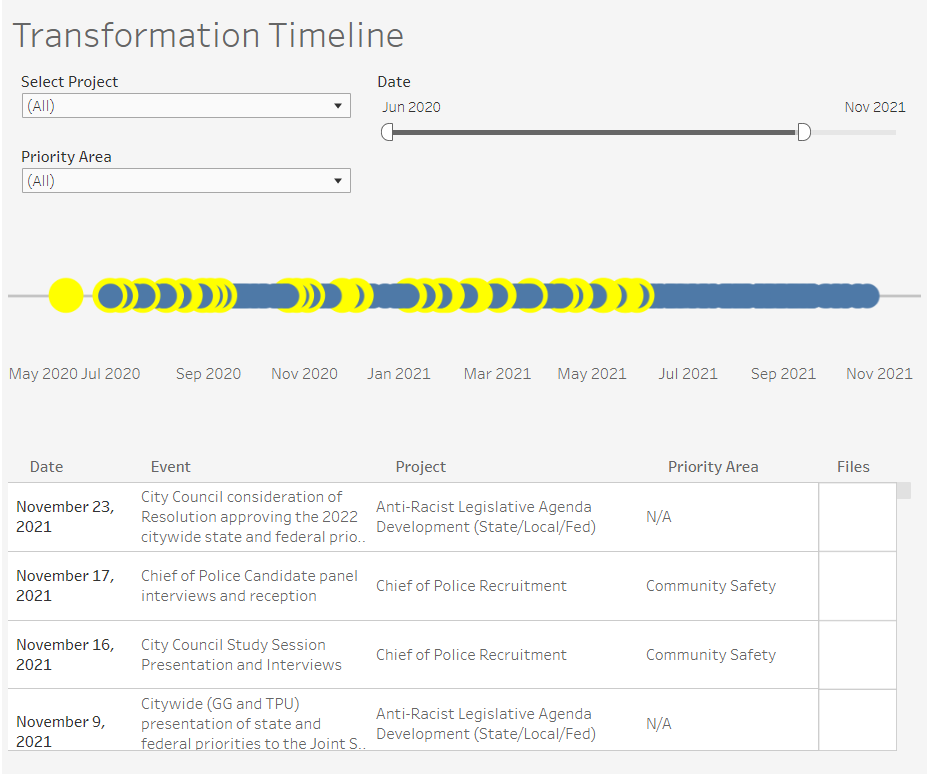 Transformation Timeline
Select Project
Date
(All)
Jun 2020
Nov 2021
Priority Area
(All)
May 2020 Jul 2020 Sep 2020 Nov 2020 Jan 2021 Mar 2021 May 2021 Jul 2021 Sep 2021 Nov 2021
Date Event Project Priority Area Files
November 23, 2021
City Council consideration of
Resolution approving the 2022
citywide state and federal prio..
Anti-Racist Legislative Agenda
Development (State/Local/Fed)
N/A
November 17,
2021
Chief of Police Candidate panel
interviews and reception
Chief of Police Recruitment
Community Safety
November 16,
2021
City Council Study Session
Presentation and Interviews
Chief of Police Recruitment
Community Safety
November 9,
2021
Citywide (GG and TPU)
presentation of state and
federal priorities to the Joint S..
Anti-Racist Legislative Agenda
Development (State/Local/Fed)
N/A